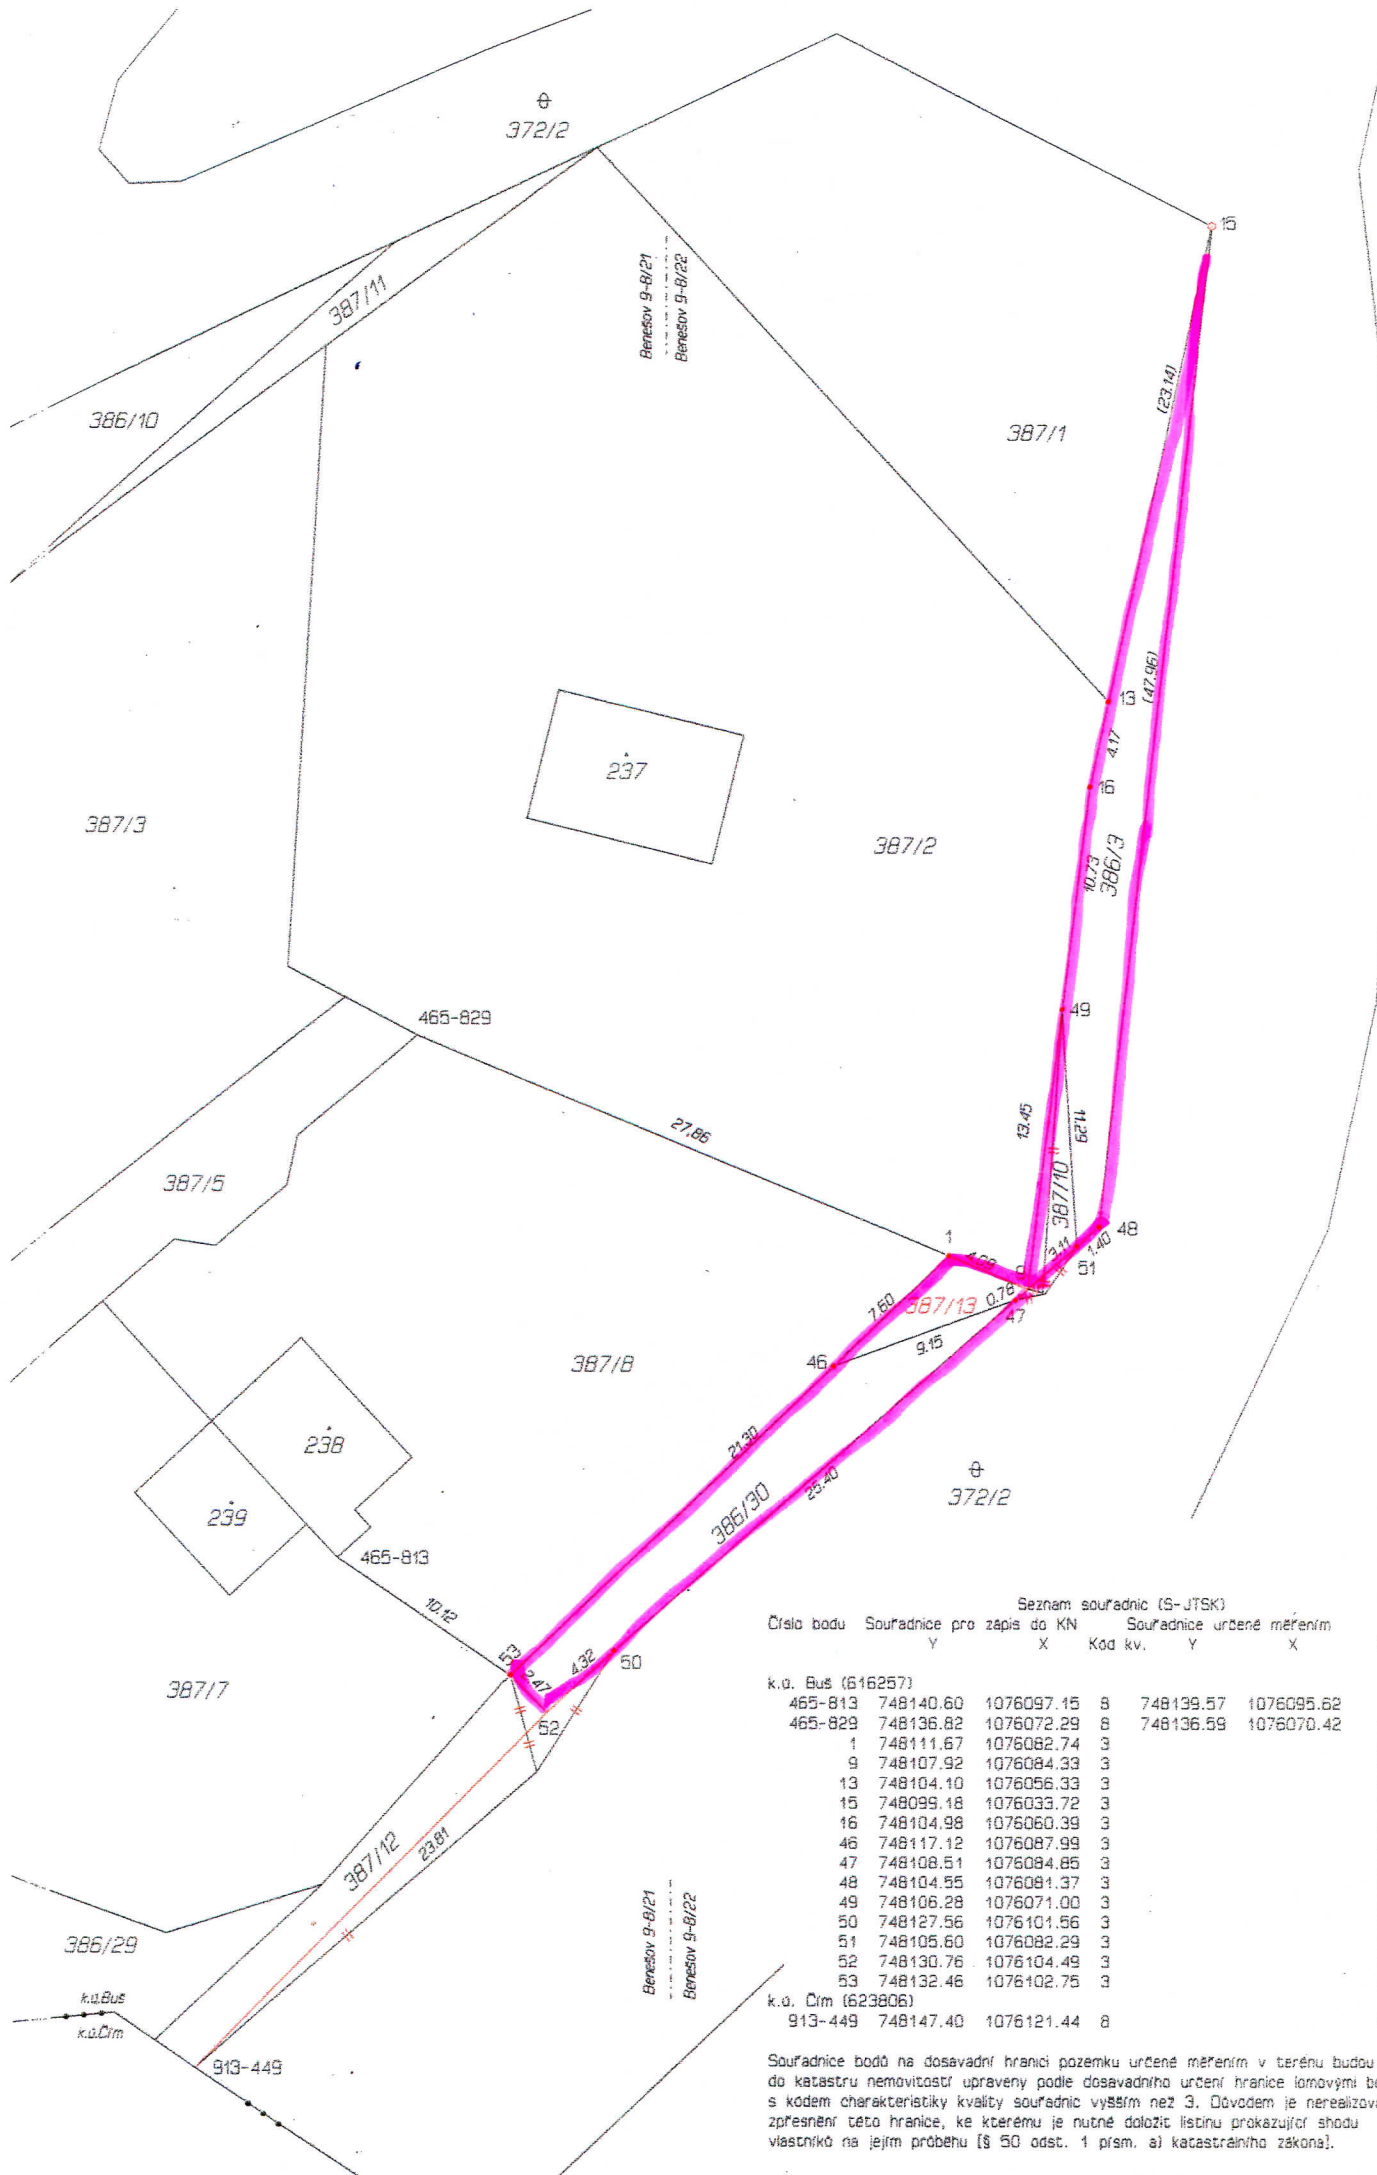 372/2
15
387/11
Benešov 9-8/21
Benešov 9-8/22
386/10
387/1
(23.14)
(47.96)
13
4.17
16
237
387/3
387/2
10.73
386/3
49
465-829
27.86
13.45
11.29
387/10
387/5
1
48
3.11
1.40
51
7.60
387/13
0.78
47
46
9.15
387/8
238
21.30
25.40
386/30
372/2
239
465-813
10.12
53
2.47
4.32
50
52
387/7
387/12
23.81
386/29
Benešov 9-8/21
Benešov 9-8/22
k.ú.Buš
k.ú.Čím
913-449
Seznam souřadnic (S-JTSK)
Číslo bodu Souřadnice pro zápis do KN Souřadnice určené měřením
Y X Kód kv. Y X
k.ú. Buš (616257)
465-813 748140.60 1076097.15 8 748139.57 1076095.62
465-829 748136.82 1076072.29 8 748136.59 1076070.42
1 748111.67 1076082.74 3
9 748107.92 1076084.33 3
13 748104.10 1076056.33 3
15 748099.18 1076033.72 3
16 748104.98 1076060.39 3
46 748117.12 1076087.99 3
47 748108.51 1076084.85 3
48 748104.55 1076081.37 3
49 748106.28 1076071.00 3
50 748127.56 1076101.56 3
51 748105.60 1076082.29 3
52 748130.76 1076104.49 3
53 748132.46 1076102.75 3
k.ú. Čím (623806)
913-449 748147.40 1076121.44 8
Souřadnice bodů na dosavadní hranici pozemku určené měřením v terénu budou
do katastru nemovitostí upraveny podle dosavadního určení hranice lomovými
s kódem charakteristiky kvality souřadnic vyšším než 3. Důvodem je
zpřesnění této hranice, ke kterému je nutné doložit listinu prokazující shodu
vlastníků na jejím průběhu [§ 50 odst. 1 písm. a) katastrálního zákona].